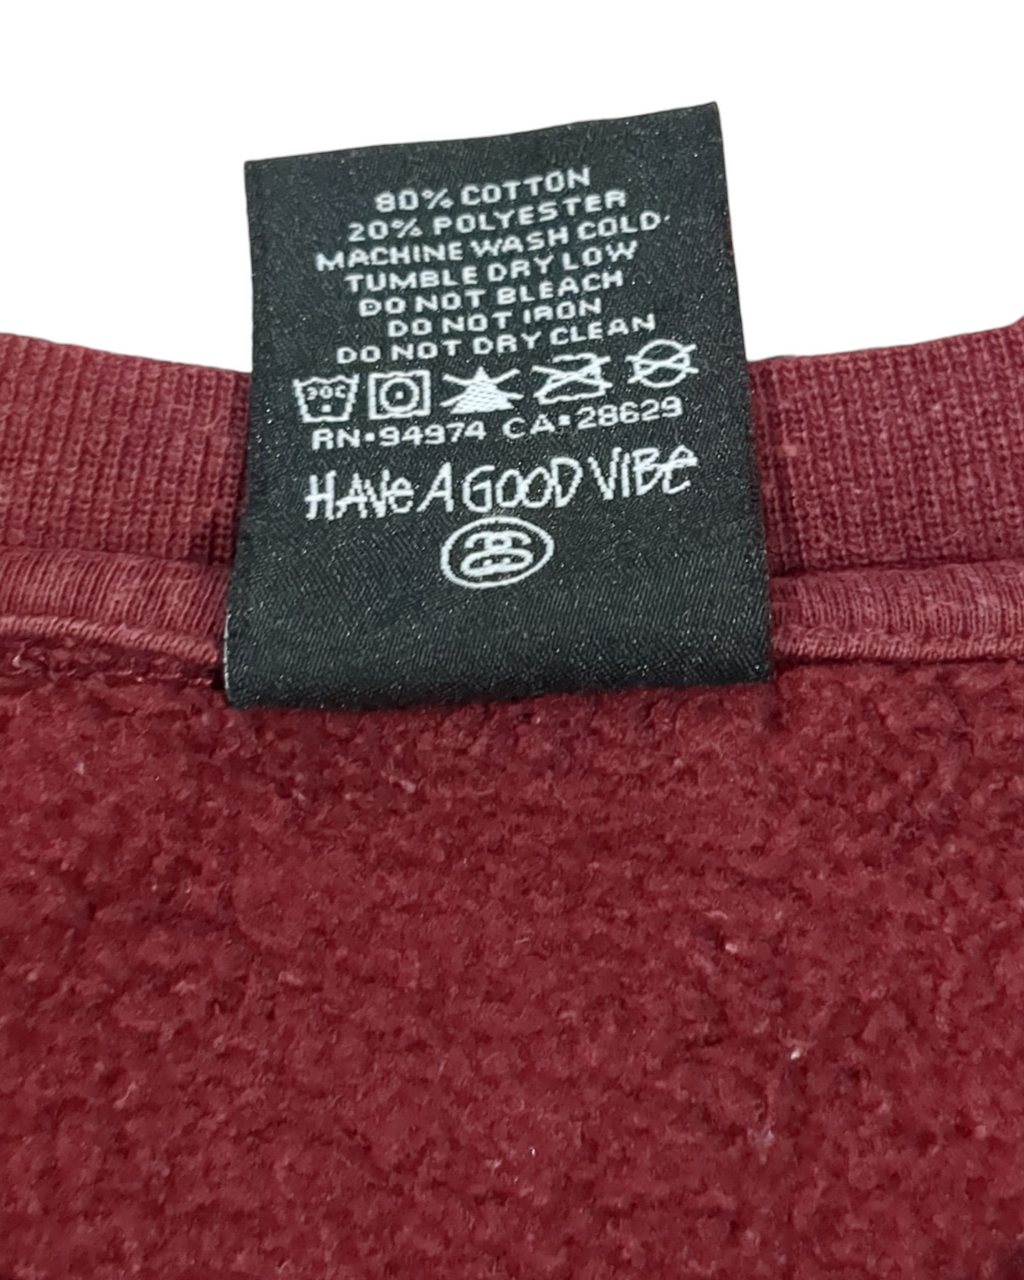 80% COTTON
20% POLYESTER
MACHINE WASH COLD
TUMBLE DRY LOW
DO NOT BLEACH
DO NOT IRON
DO NOT DRY CLEAN
30C
RN•94974 CA•28629
HAVE A GOOD VIBE